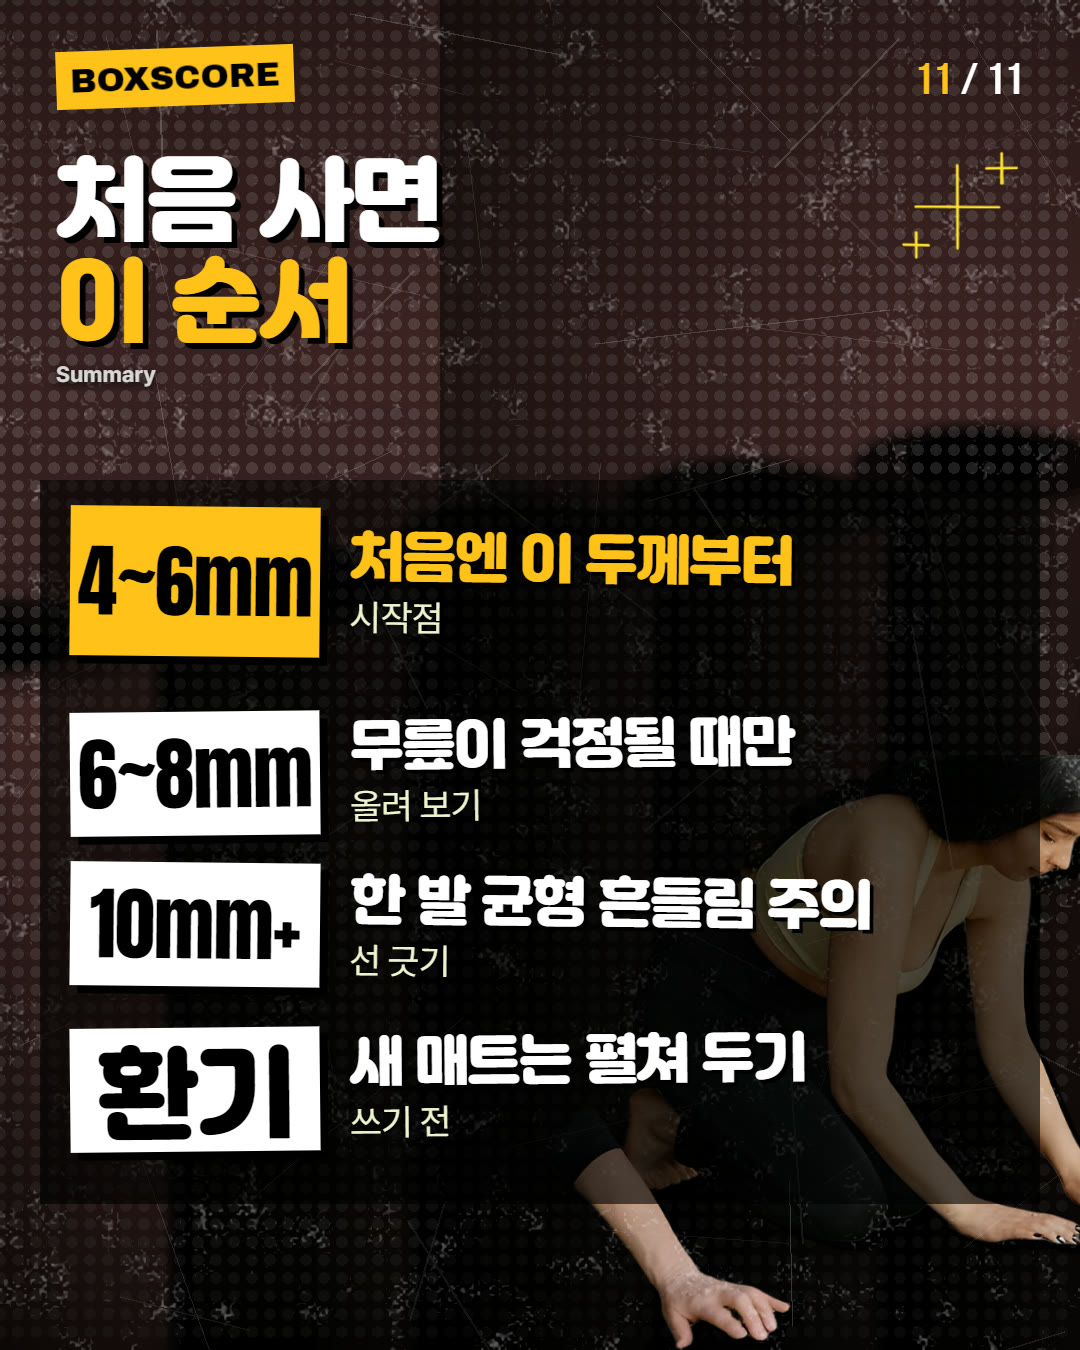 BOXSCORE
11 / 11
처음 사면
이 순서
Summary
4~6mm
처음엔 이 두께부터
시작점
6~8mm
무릎이 걱정될 때만
올려 보기
10mm+
한 발 균형 흔들림 주의
선 긋기
환기
새 매트는 펼쳐 두기
쓰기 전